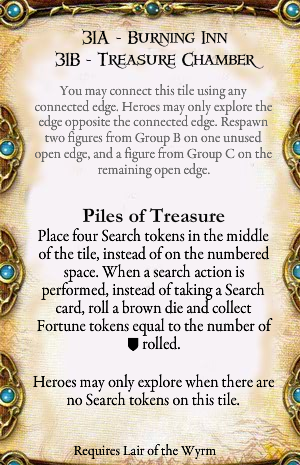 31A - Burning Inn
31B - Treasure Chamber
You may connect this tile using any
connected edge. Heroes may only explore the
edge opposite the connected edge. Respawn
two figures from Group B on one unused
open edge, and a figure from Group C on the
remaining open edge.
Piles of Treasure
Place four Search tokens in the middle
of the tile, instead of on the numbered
space. When a search action is
performed, instead of taking a Search
card, roll a brown die and collect
Fortune tokens equal to the number of
rolled.
Heroes may only explore when there are
no Search tokens on this tile.
Requires Lair of the Wyrm